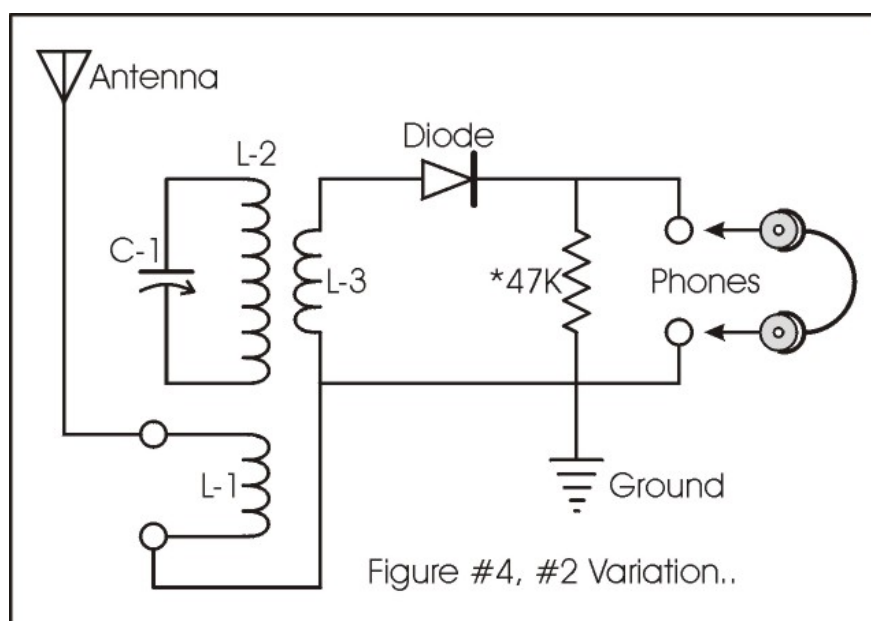 Antenna
Diode
L-2
C-1
L-3
*47K
Phones
L-1
Ground
Figure #4, #2 Variation..